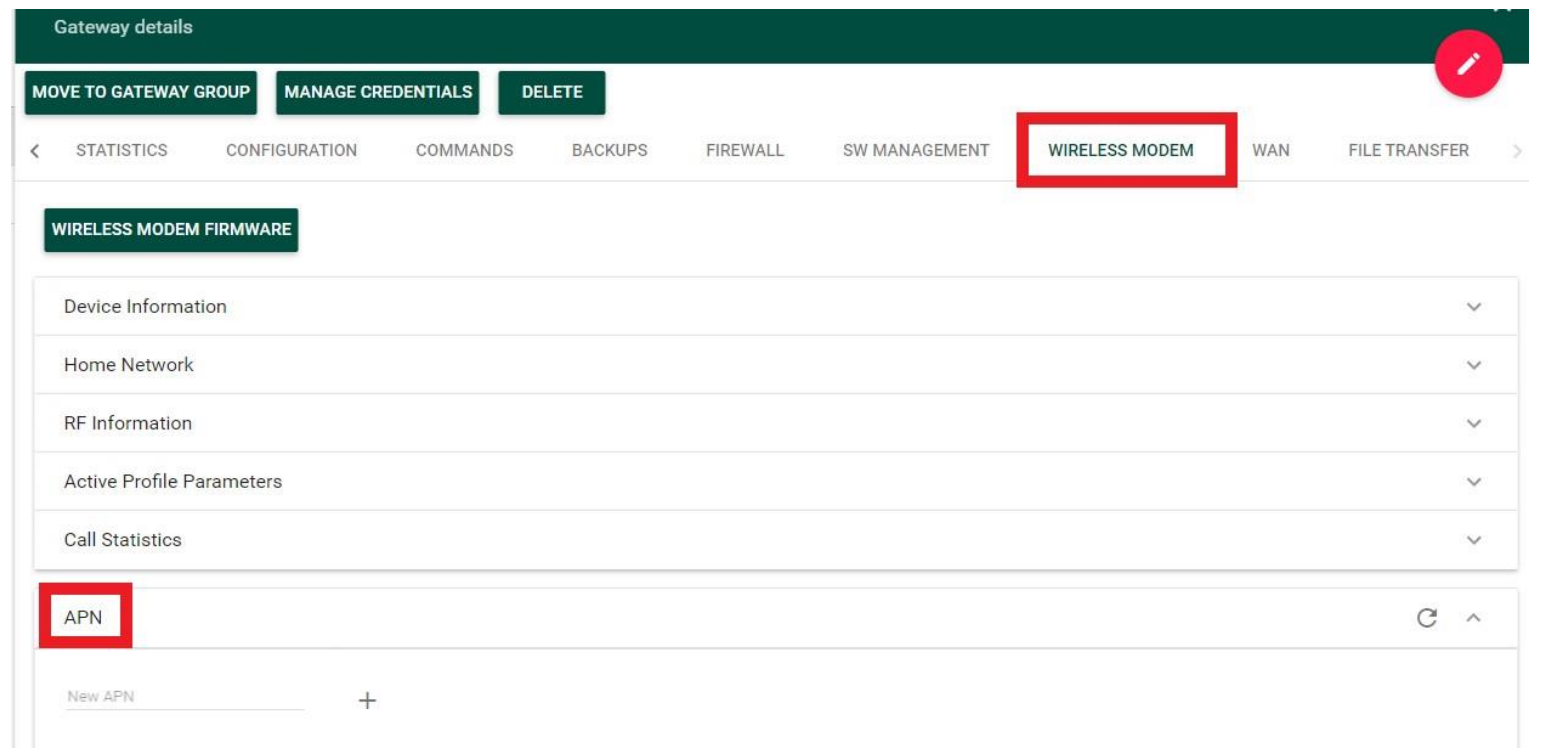 Gateway details
MOVE TO GATEWAY GROUP MANAGE CREDENTIALS DELETE
STATISTICS CONFIGURATION COMMANDS BACKUPS FIREWALL SW MANAGEMENT WIRELESS MODEM WAN FILE TRANSFER
WIRELESS MODEM FIRMWARE
Device Information
Home Network
RF Information
Active Profile Parameters
Call Statistics
APN
New APN